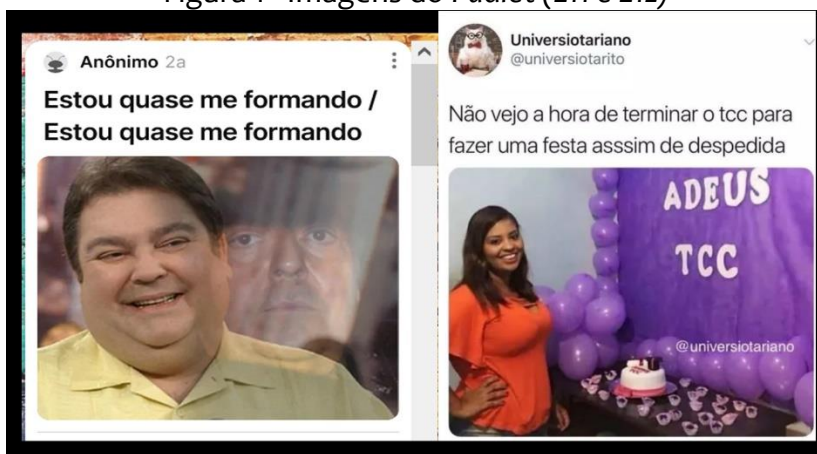 Anônimo 2a
Estou quase me formando /
Estou quase me formando
Universiotariano
@universiotarito
Não vejo a hora de terminar o tcc para
fazer uma festa asssim de despedida
ADEUS
TCC
@universiotariano